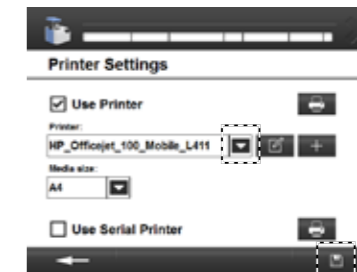 Printer Settings
Use Printer
Printer:
HP_Officejet_100_Mobile_L411
Media size:
A4
Use Serial Printer